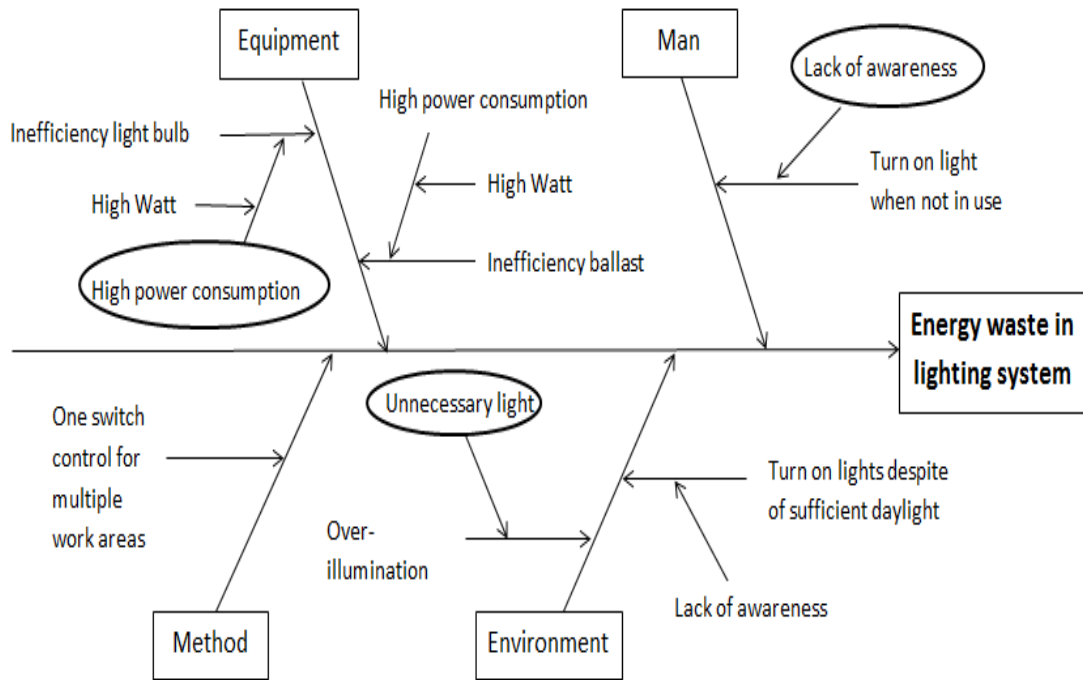 Equipment
Man
Lack of awareness
High power consumption
Inefficiency light bulb
Turn on light
when not in use
High Watt
High Watt
Inefficiency ballast
High power consumption
Energy waste in
lighting system
Unnecessary light
One switch
control for
multiple
work areas
Turn on lights despite
of sufficient daylight
Over-
illumination
Lack of awareness
Method
Environment